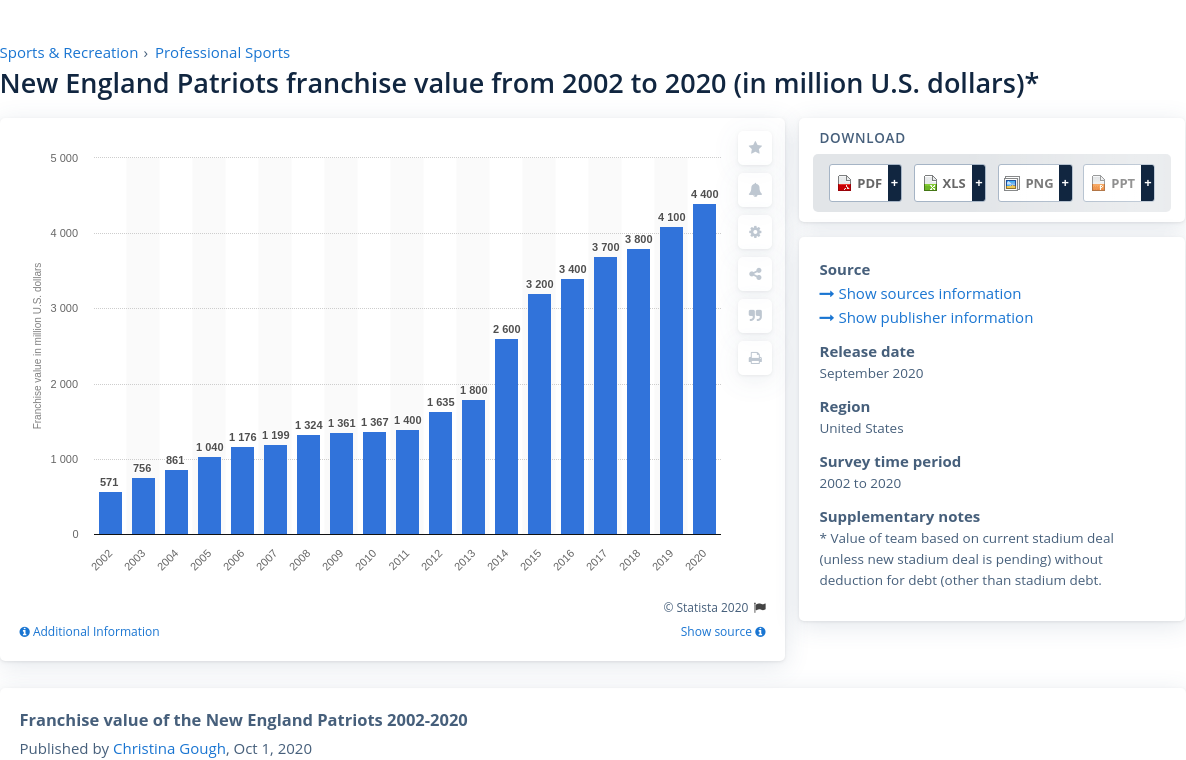 Sports & Recreation › Professional Sports
New England Patriots franchise value from 2002 to 2020 (in million U.S. dollars)*
Franchise value in million U.S. dollars
5 000
4 000
3 000
2 000
1 000
0
571
756
861
1 040
1 176
1 199
1 324
1 361
1 367
1 400
1 635
1 800
2 600
3 200
3 400
3 700
3 800
4 100
4 400
2002
2003
2004
2005
2006
2007
2008
2009
2010
2011
2012
2013
2014
2015
2016
2017
2018
2019
2020
© Statista 2020
Additional Information
Show source
DOWNLOAD
PDF + XLS + PNG + PPT +
Source
Show sources information
Show publisher information
Release date
September 2020
Region
United States
Survey time period
2002 to 2020
Supplementary notes
* Value of team based on current stadium deal
(unless new stadium deal is pending) without
deduction for debt (other than stadium debt.
Franchise value of the New England Patriots 2002-2020
Published by Christina Gough, Oct 1, 2020